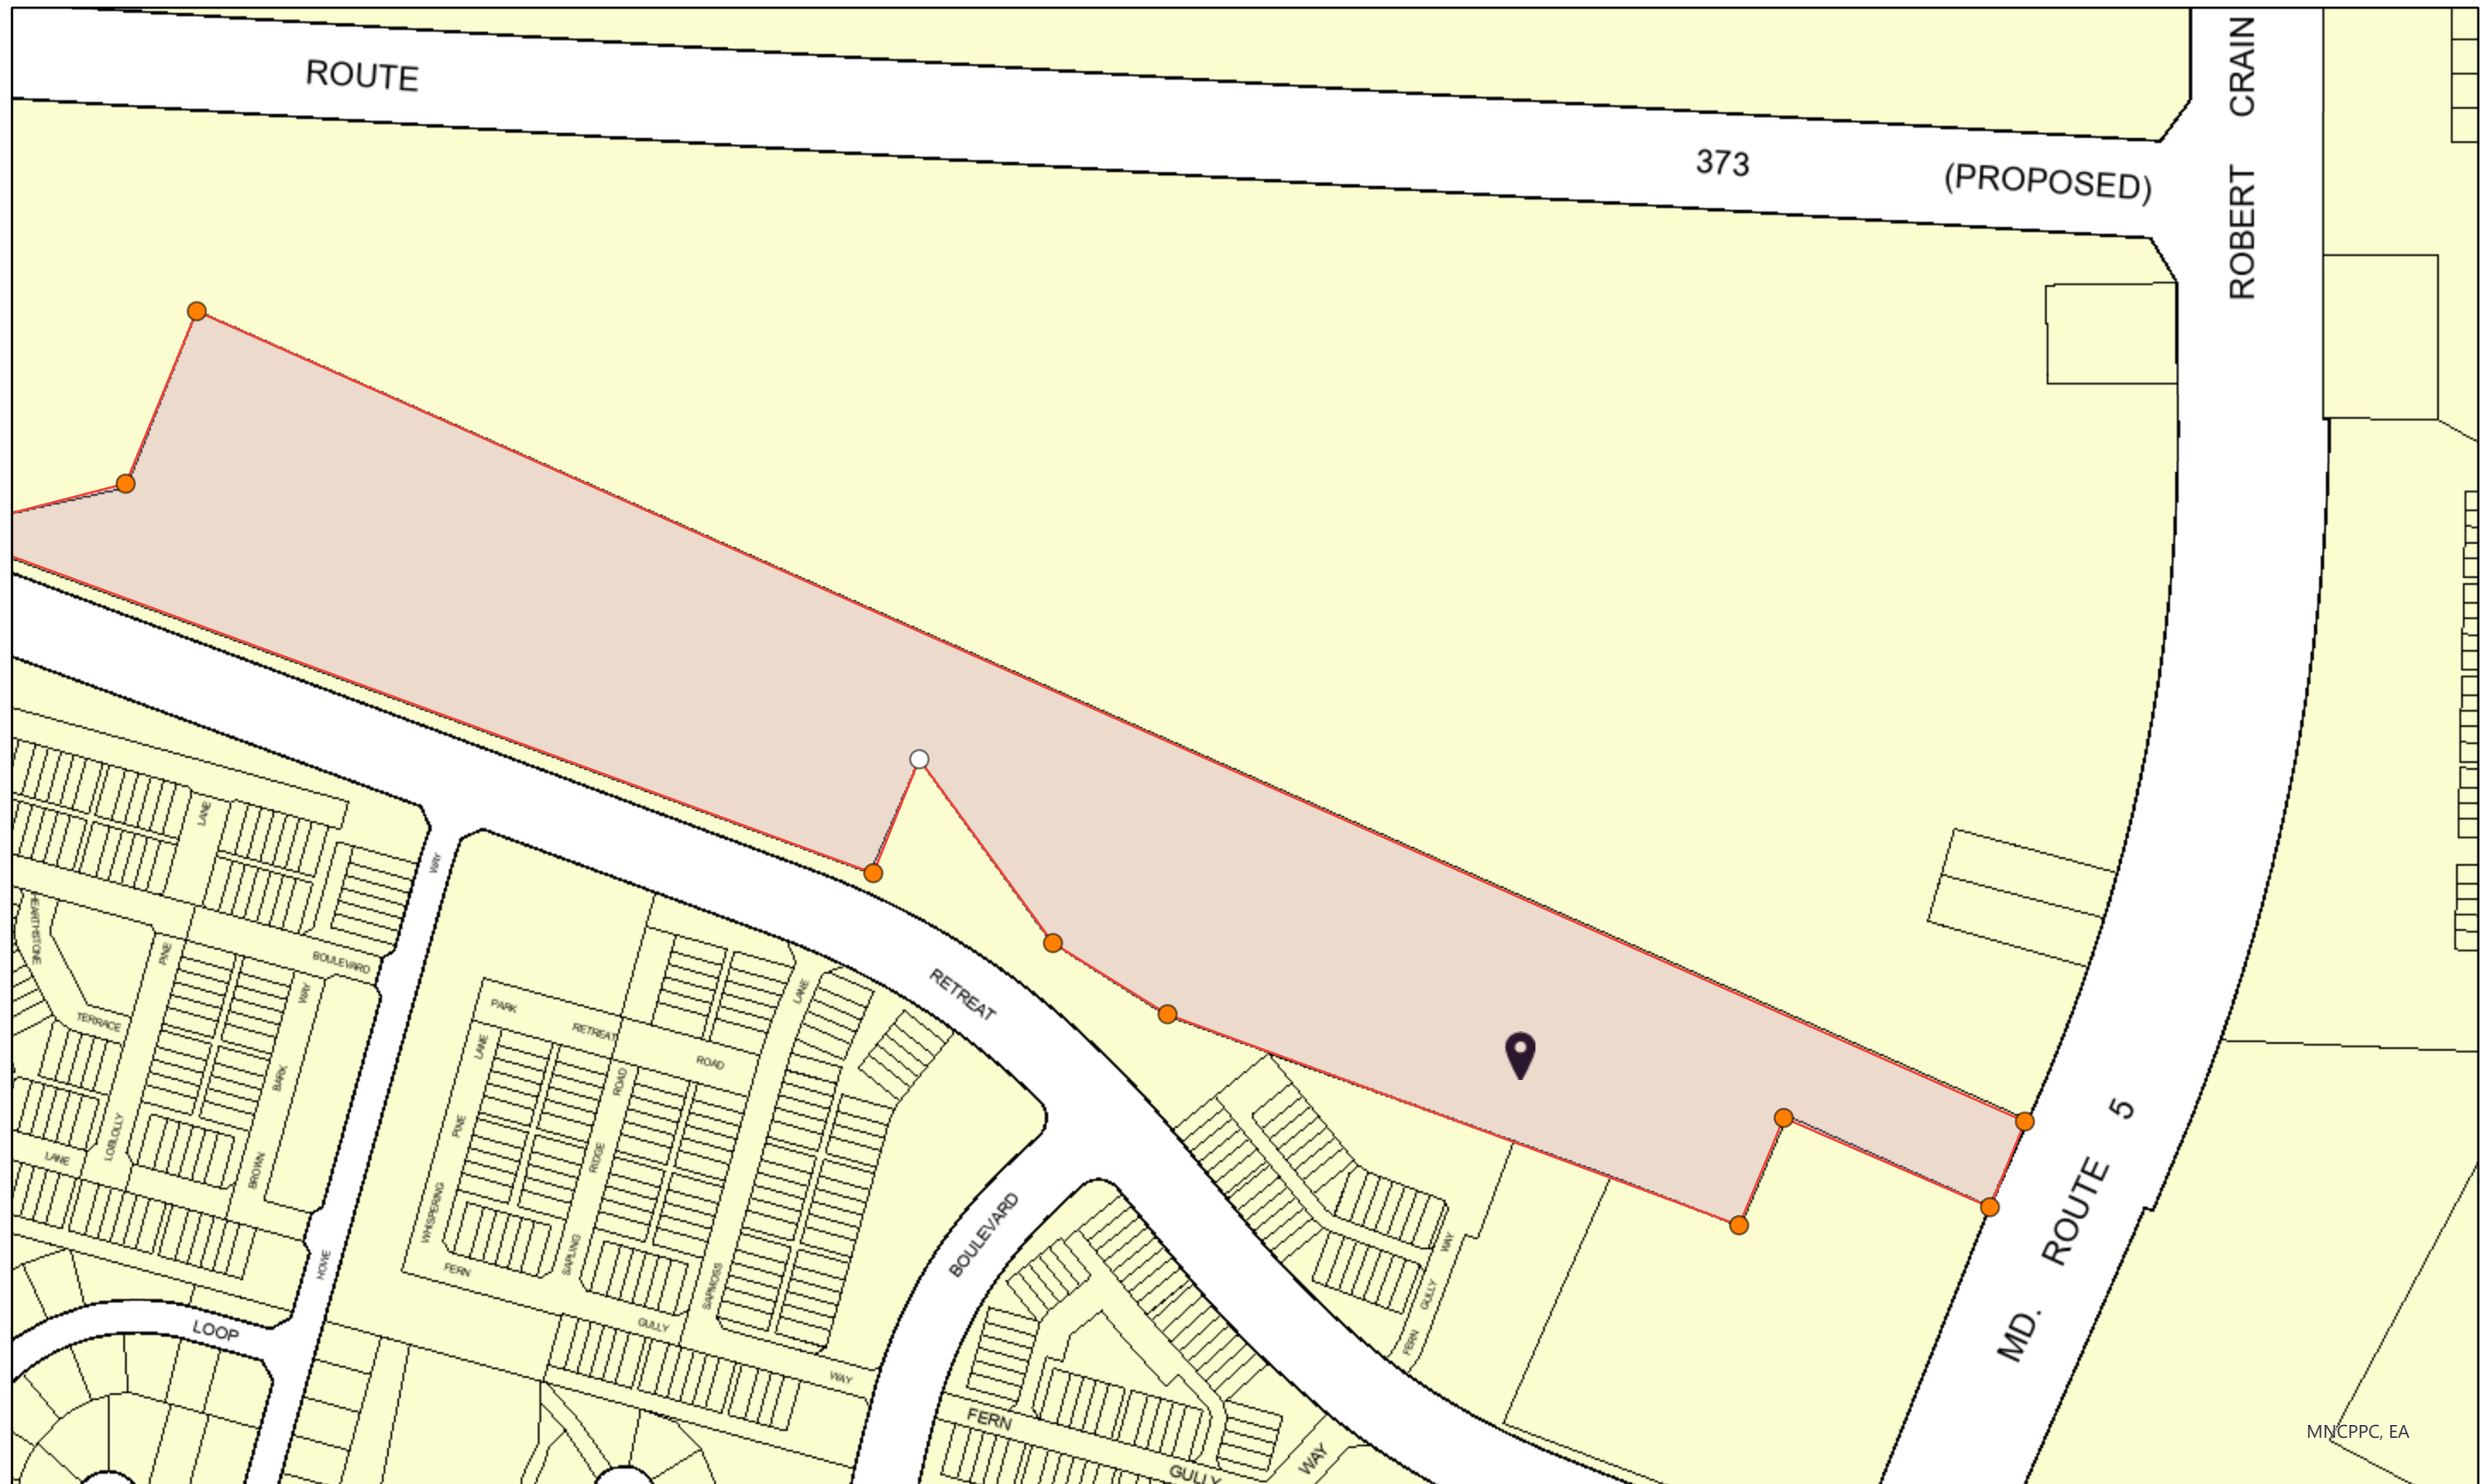 ROUTE
373
(PROPOSED)
ROBERT CRAIN
LANE
WAY
HEARTHSTONE
PINE
BOULEVARD
WAY
TERRACE
BARK
LOBLOLLY
LANE
BROWN
HOME
LOOP
RETREAT
LANE
PARK
RETREAT
ROAD
LANE
ROAD
PINE
RIDGE
WHISPERING
SAPLING
FERN
SAPMOSS
GULLY
WAY
BOULEVARD
WAY
GULLY
FERN
FERN
GULLY
WAY
MD. ROUTE 5
MNCPPC, EA